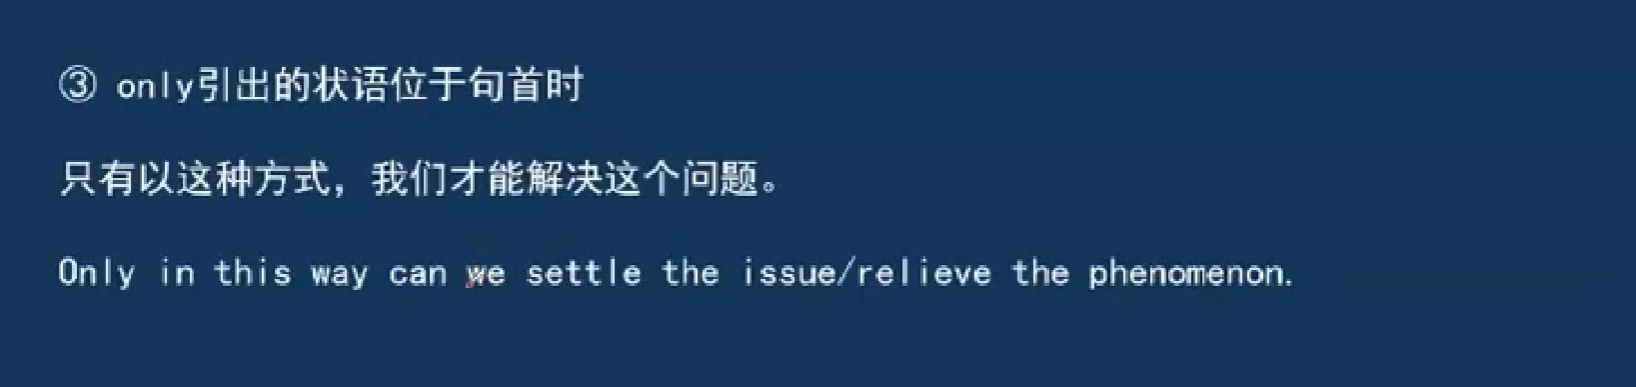 ③ only引出的状语位于句首时
只有以这种方式，我们才能解决这个问题。
Only in this way can we settle the issue/relieve the phenomenon.